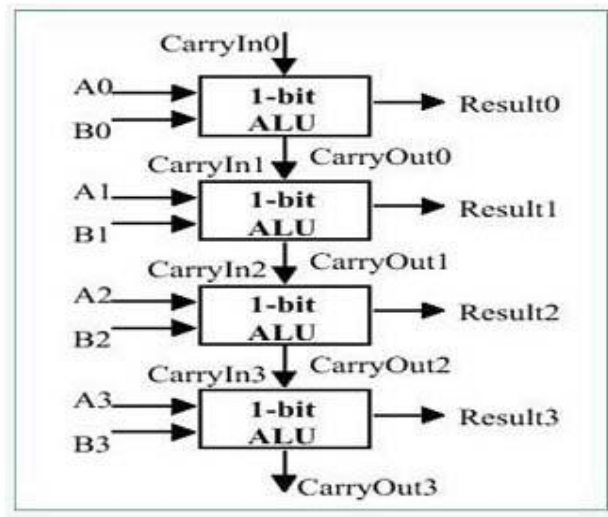 CarryIn0
A0
1-bit
ALU
Result0
B0
CarryIn1
CarryOut0
A1
1-bit
ALU
Result1
B1
CarryIn2
CarryOut1
A2
1-bit
ALU
Result2
B2
CarryIn3
CarryOut2
A3
1-bit
ALU
Result3
B3
CarryOut3